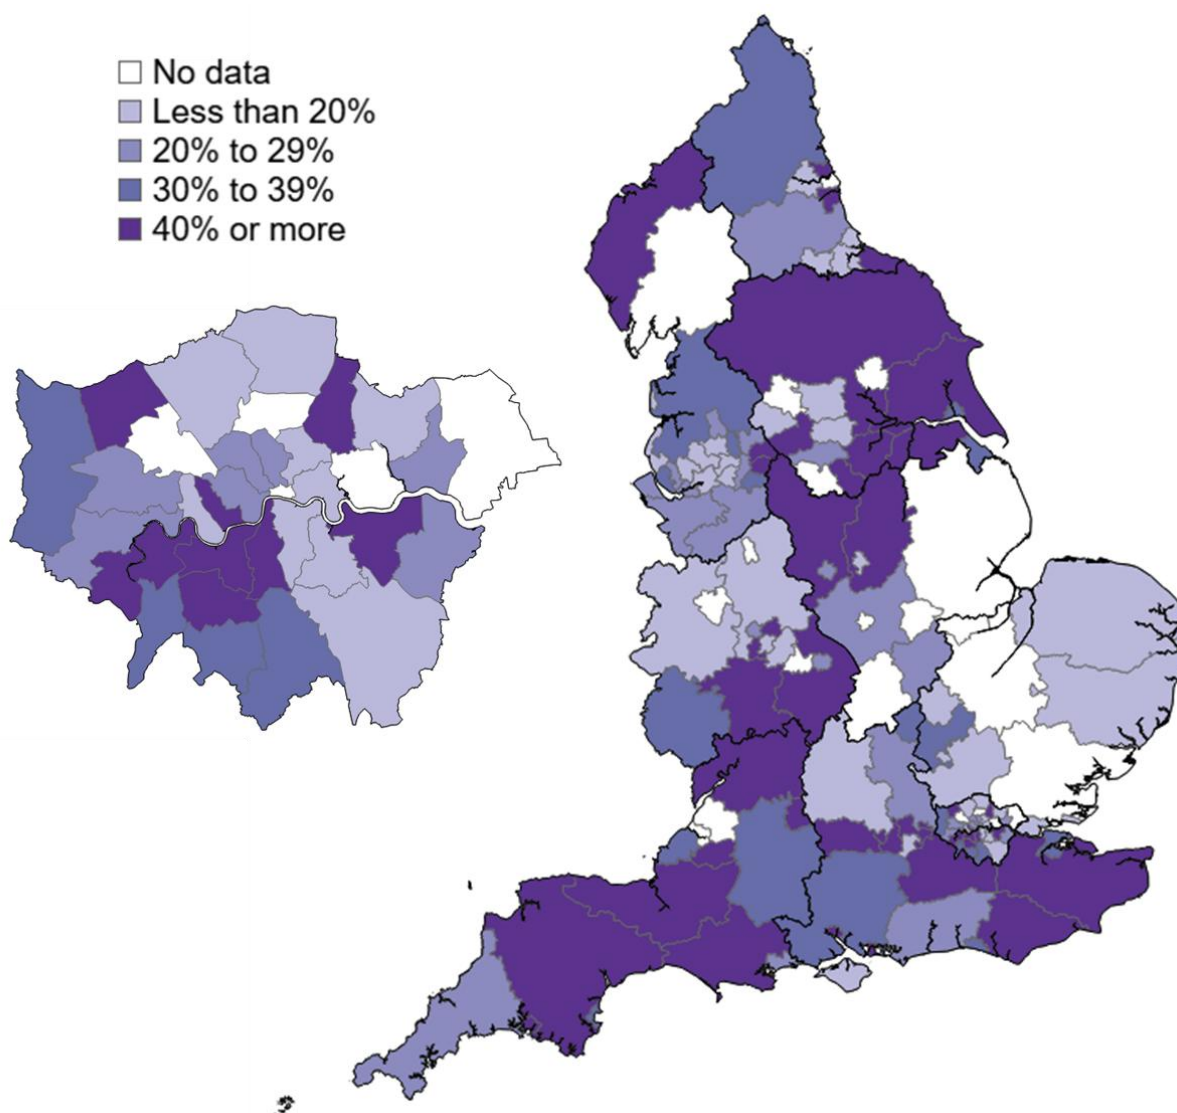 No data
Less than 20%
20% to 29%
30% to 39%
40% or more